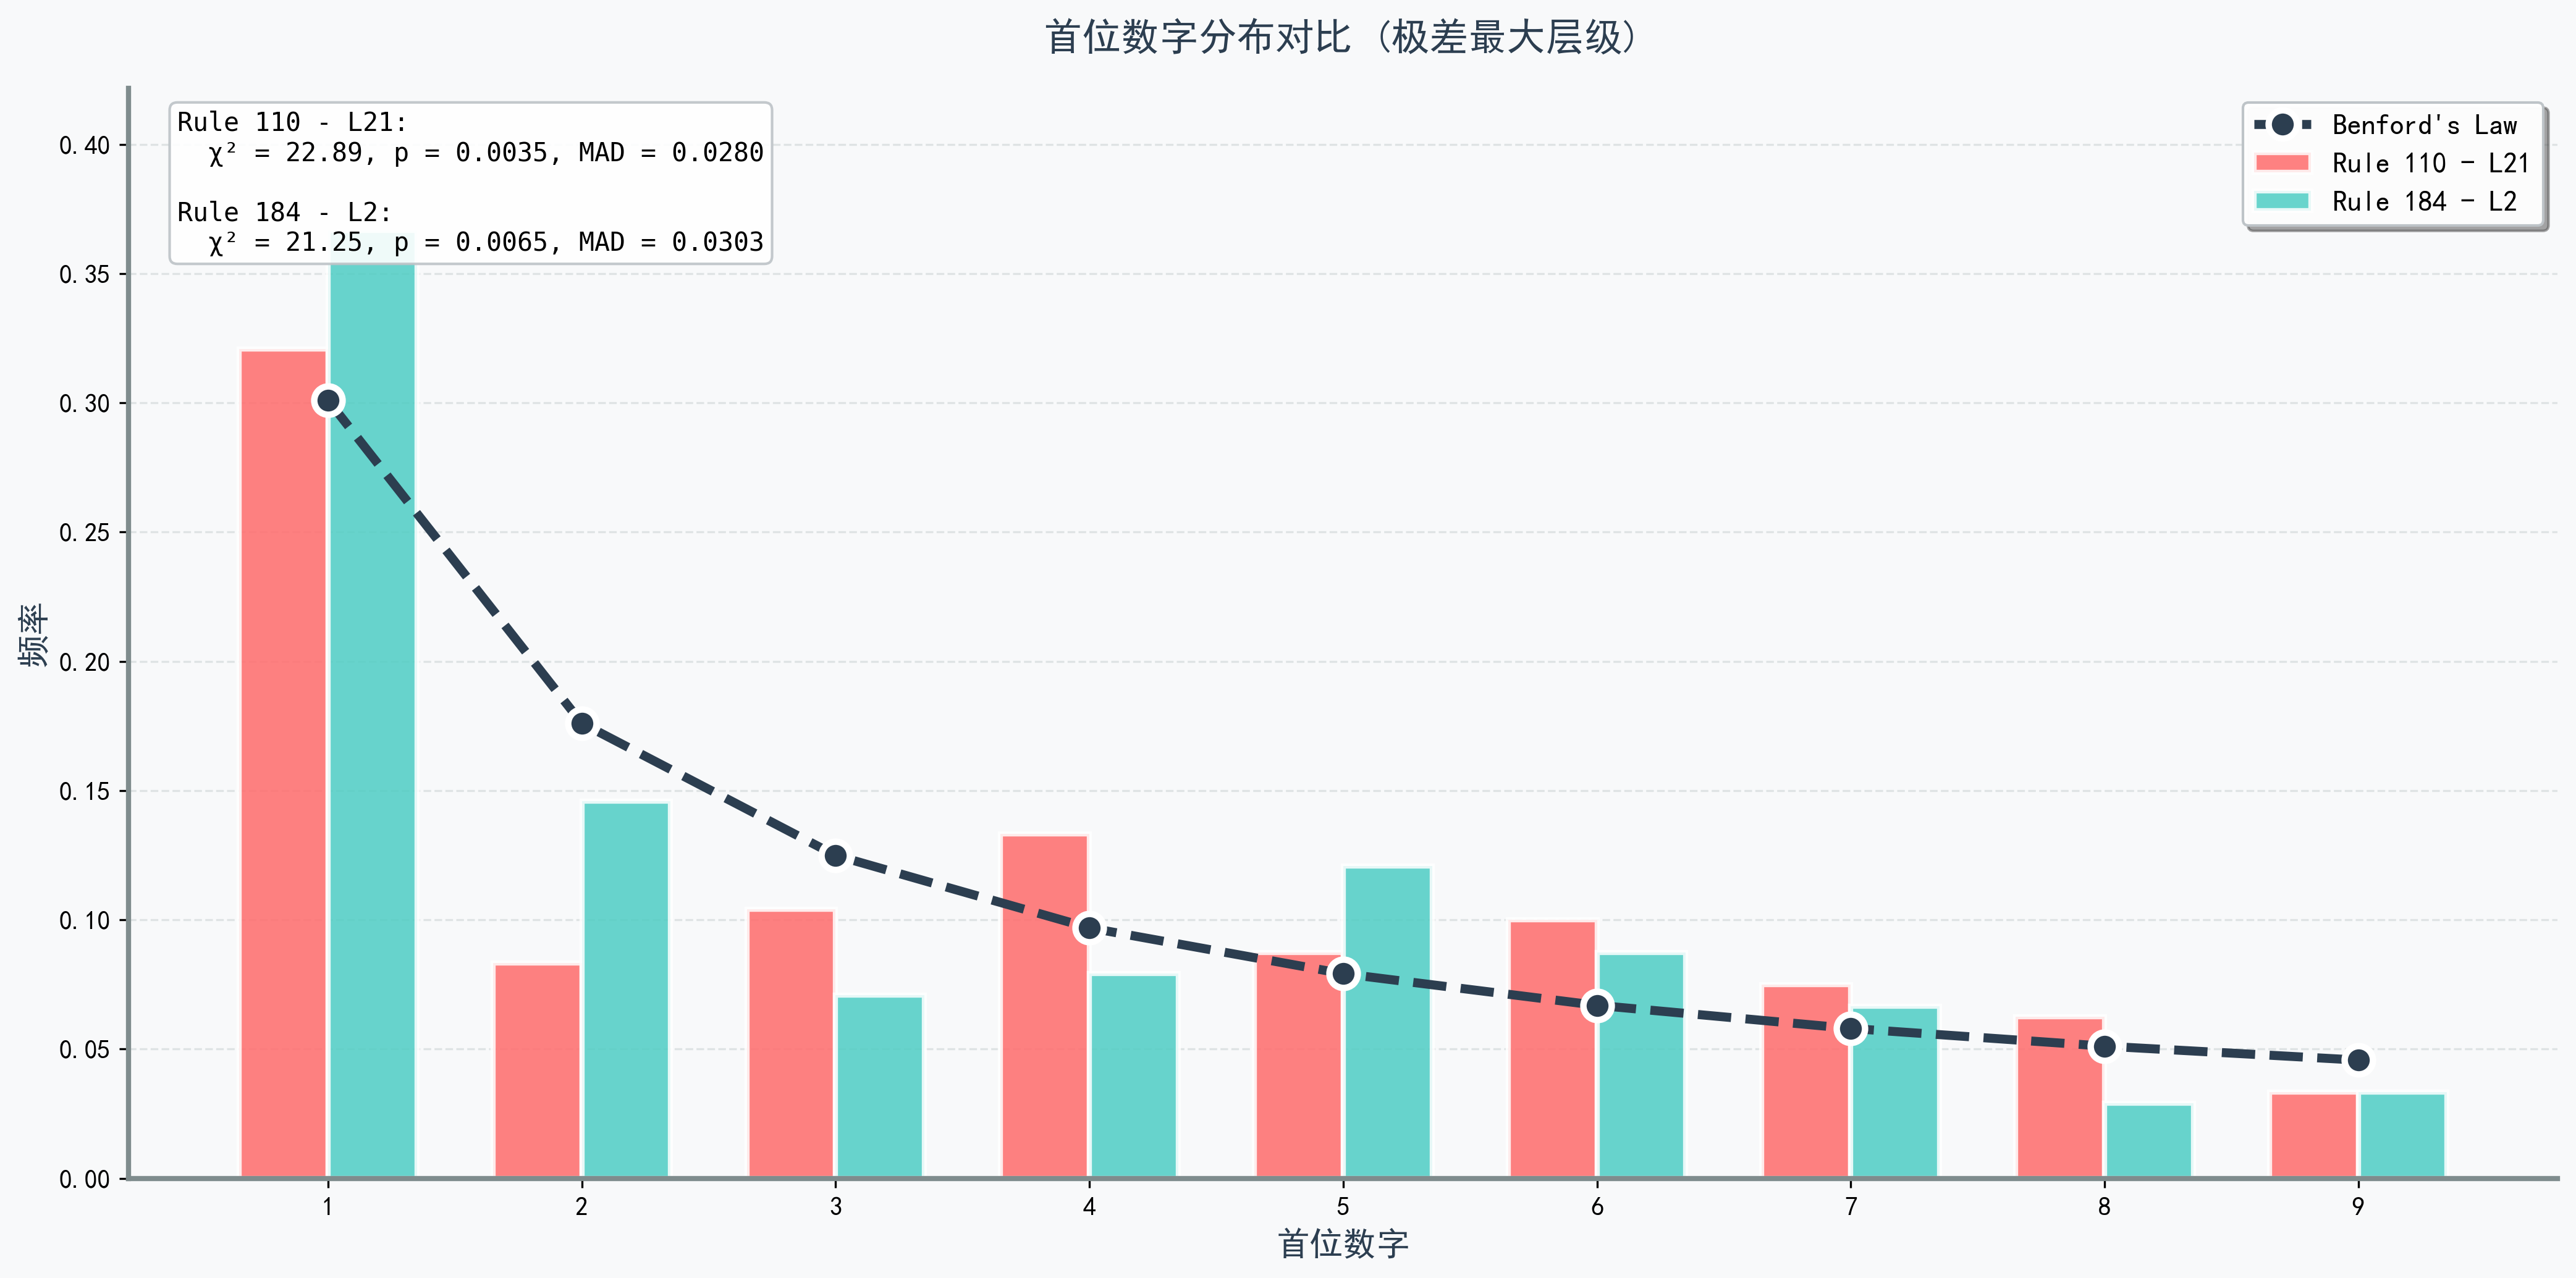 首位数字分布对比 (极差最大层级)
Rule 110 - L21:
χ² = 22.89, p = 0.0035, MAD = 0.0280
Rule 184 - L2:
χ² = 21.25, p = 0.0065, MAD = 0.0303
Benford's Law
Rule 110 - L21
Rule 184 - L2
频率
0.40
0.35
0.30
0.25
0.20
0.15
0.10
0.05
0.00
1 2 3 4 5 6 7 8 9
首位数字